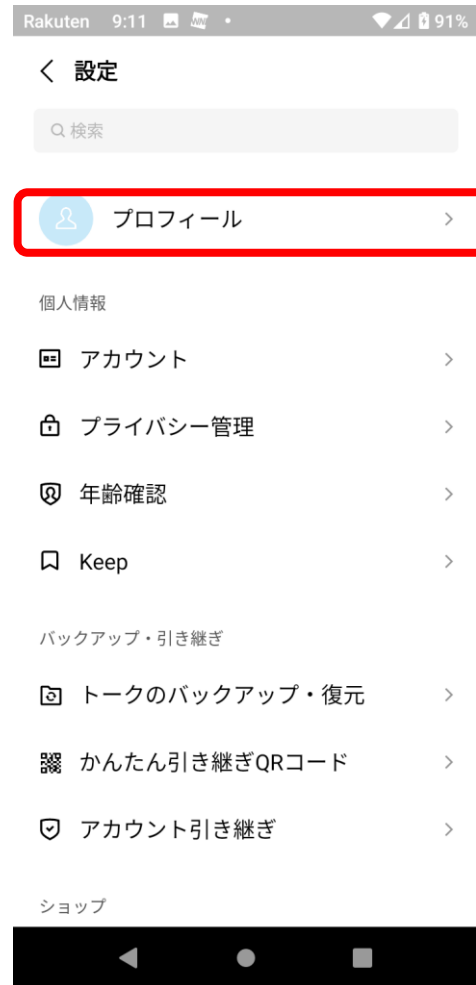 Rakuten 9:11 91%
設定
検索
プロフィール
個人情報
アカウント
プライバシー管理
年齢確認
Keep
バックアップ・引き継ぎ
トークのバックアップ・復元
かんたん引き継ぎQRコード
アカウント引き継ぎ
ショップ